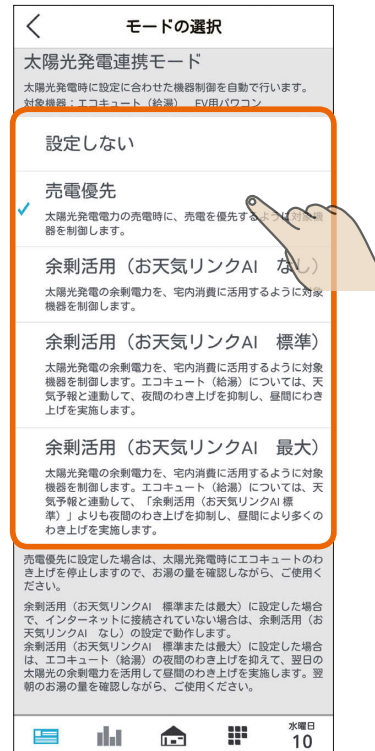 モードの選択
太陽光発電連携モード
太陽光発電時に設定に合わせた機器制御を自動で行います。
対象機器：エコキュート（給湯） EV用パワコン
設定しない
売電優先
太陽光発電電力の売電時に、売電を優先するように対象機
器を制御します。
余剰活用（お天気リンクAI なし）
太陽光発電の余剰電力を、宅内消費に活用するように対象
機器を制御します。
余剰活用（お天気リンクAI 標準）
太陽光発電の余剰電力を、宅内消費に活用するように対象
機器を制御します。エコキュート（給湯）については、天
気予報と連動して、夜間のわき上げを抑制し、昼間にわき
上げを実施します。
余剰活用（お天気リンクAI 最大）
太陽光発電の余剰電力を、宅内消費に活用するように対象
機器を制御します。エコキュート（給湯）については、天
気予報と連動して、「余剰活用（お天気リンクAI 標
準）」よりも夜間のわき上げを抑制し、昼間により多くの
わき上げを実施します。
売電優先に設定した場合は、太陽光発電時にエコキュートのわ
き上げを停止しますので、お湯の量を確認しながら、ご使用く
ださい。
余剰活用（お天気リンクAI 標準または最大）に設定した場合
で、インターネットに接続されていない場合は、余剰活用（お
天気リンクAI なし）の設定で動作します。
余剰活用（お天気リンクAI 標準または最大）に設定した場合
は、エコキュート（給湯）の夜間のわき上げを抑えて、翌日の
太陽光の余剰電力を活用して昼間のわき上げを実施します。翌
朝のお湯の量を確認しながら、ご使用ください。
水曜日
10